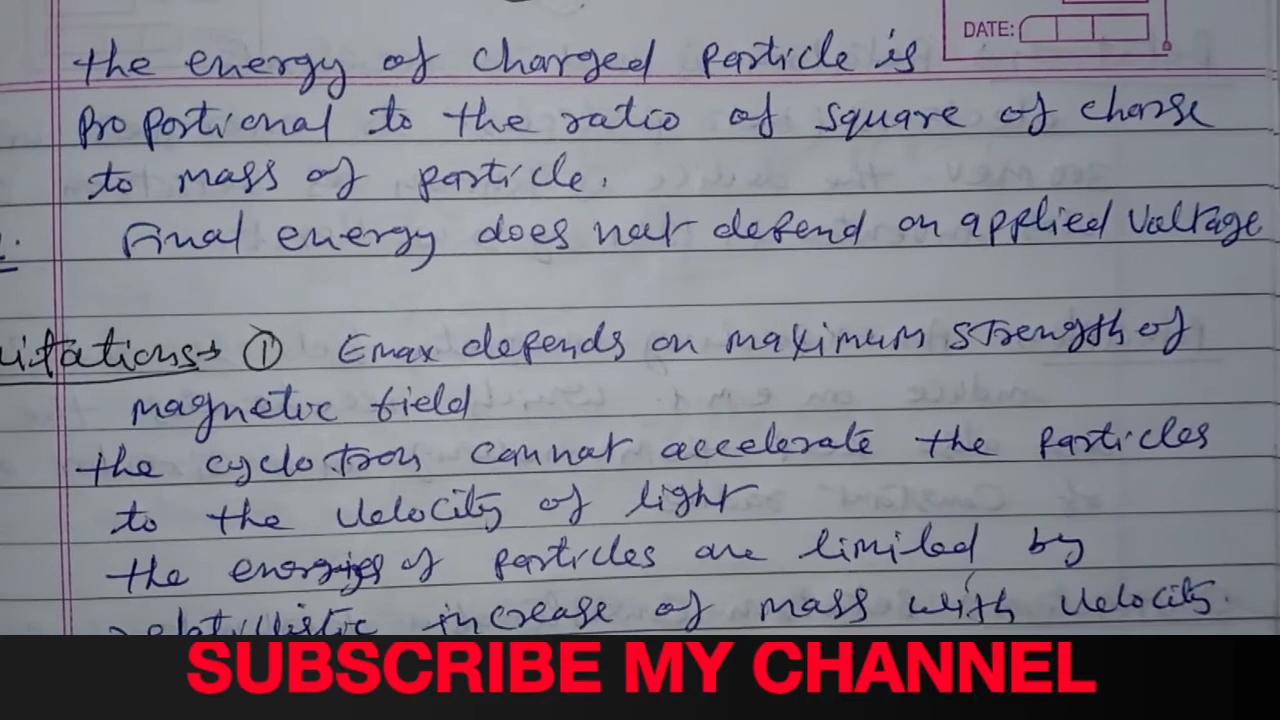 DATE:
the energy of charged particle is
proportional to the ratio of square of charge
to mass of particle.
Final energy does not depend on applied voltage
mitations→ ① Emax depends on maximum strength of
magnetic field
the cyclotron cannot accelerate the particles
to the velocity of light
the energies of particles are limited by
relativistic increase of mass with velocity.
SUBSCRIBE MY CHANNEL